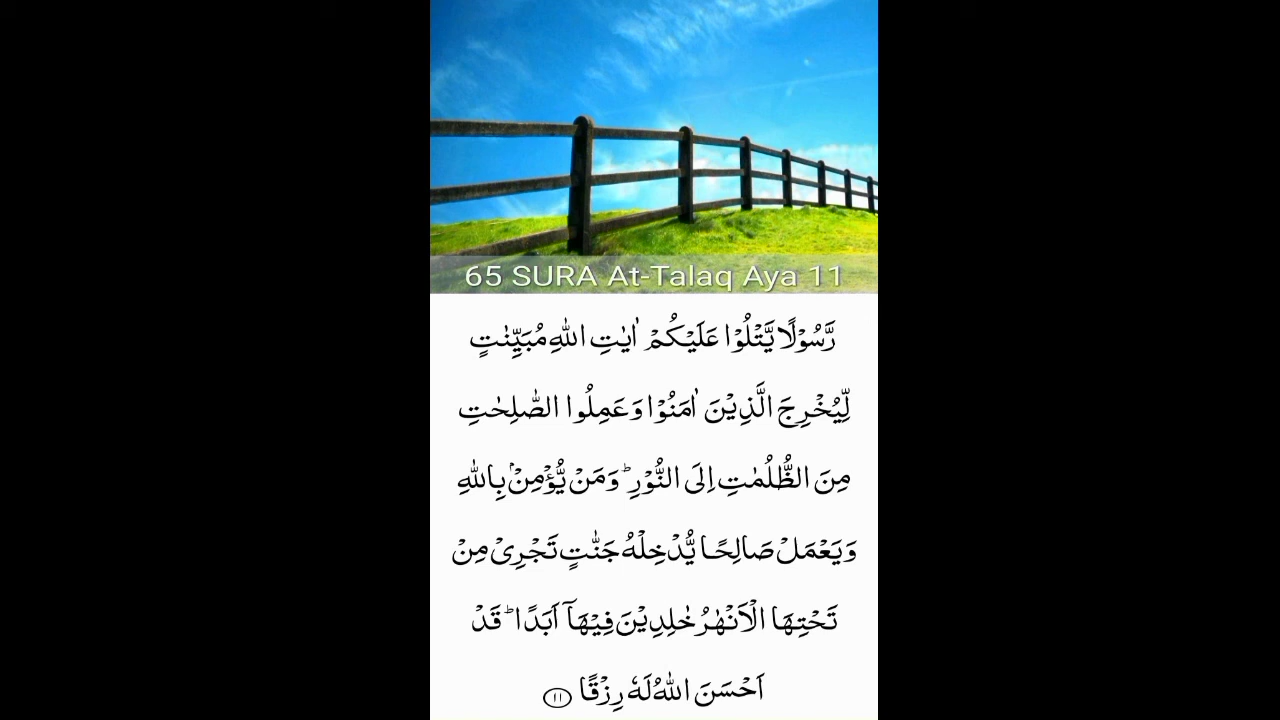 65 SURA At-Talaq Aya 11
رَّسُوْلًا يَّتْلُوْا عَلَيْكُمْ اٰيٰتِ اللّٰهِ مُبَيِّنٰتٍ
لِّيُخْرِجَ الَّذِيْنَ اٰمَنُوْا وَعَمِلُوا الصّٰلِحٰتِ
مِنَ الظُّلُمٰتِ اِلَى النُّوْرِ ؕ وَمَنْ يُّؤْمِنْۢ بِاللّٰهِ
وَيَعْمَلْ صَالِحًا يُّدْخِلْهُ جَنّٰتٍ تَجْرِىْ مِنْ
تَحْتِهَا الْاَنْهٰرُ خٰلِدِيْنَ فِيْهَاۤ اَبَدًا ؕ قَدْ
اَحْسَنَ اللّٰهُ لَهٗ رِزْقًا ۝۱۱